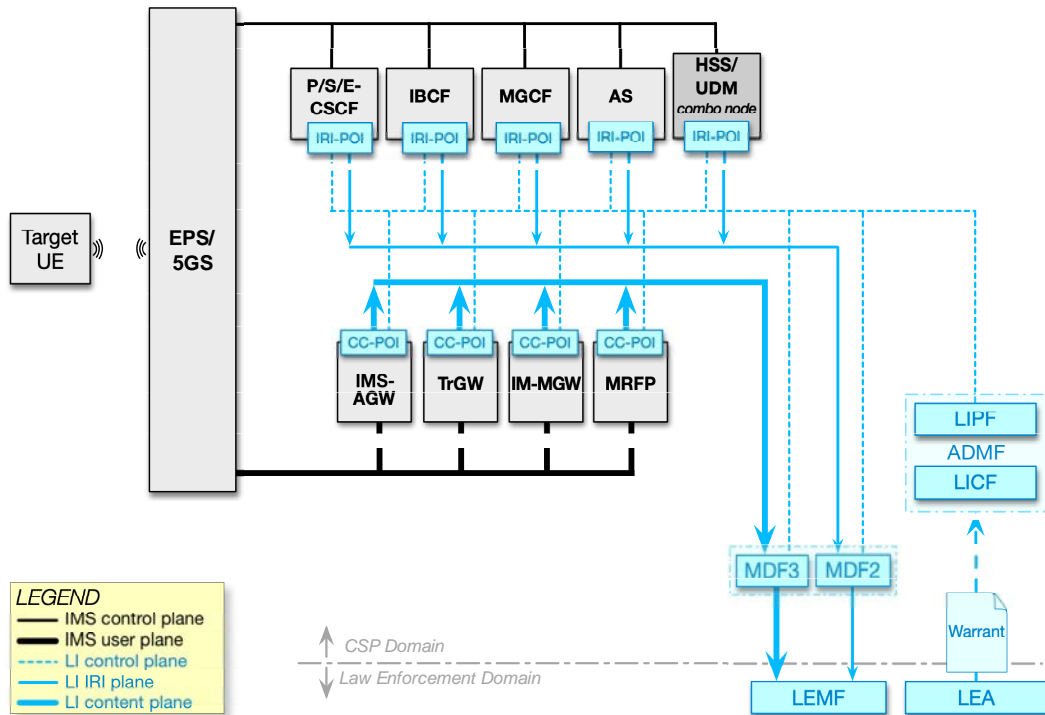 P/S/E-
CSCF
IBCF
MGCF
AS
HSS/
UDM
combo node
IRI-POI
IRI-POI
IRI-POI
IRI-POI
IRI-POI
Target
UE
EPS/
5GS
CC-POI
CC-POI
CC-POI
CC-POI
IMS-
AGW
TrGW
IM-MGW
MRFP
LIPF
ADMF
LICF
MDF3
MDF2
LEGEND
IMS control plane
IMS user plane
LI control plane
LI IRI plane
LI content plane
CSP Domain
Law Enforcement Domain
Warrant
LEMF
LEA